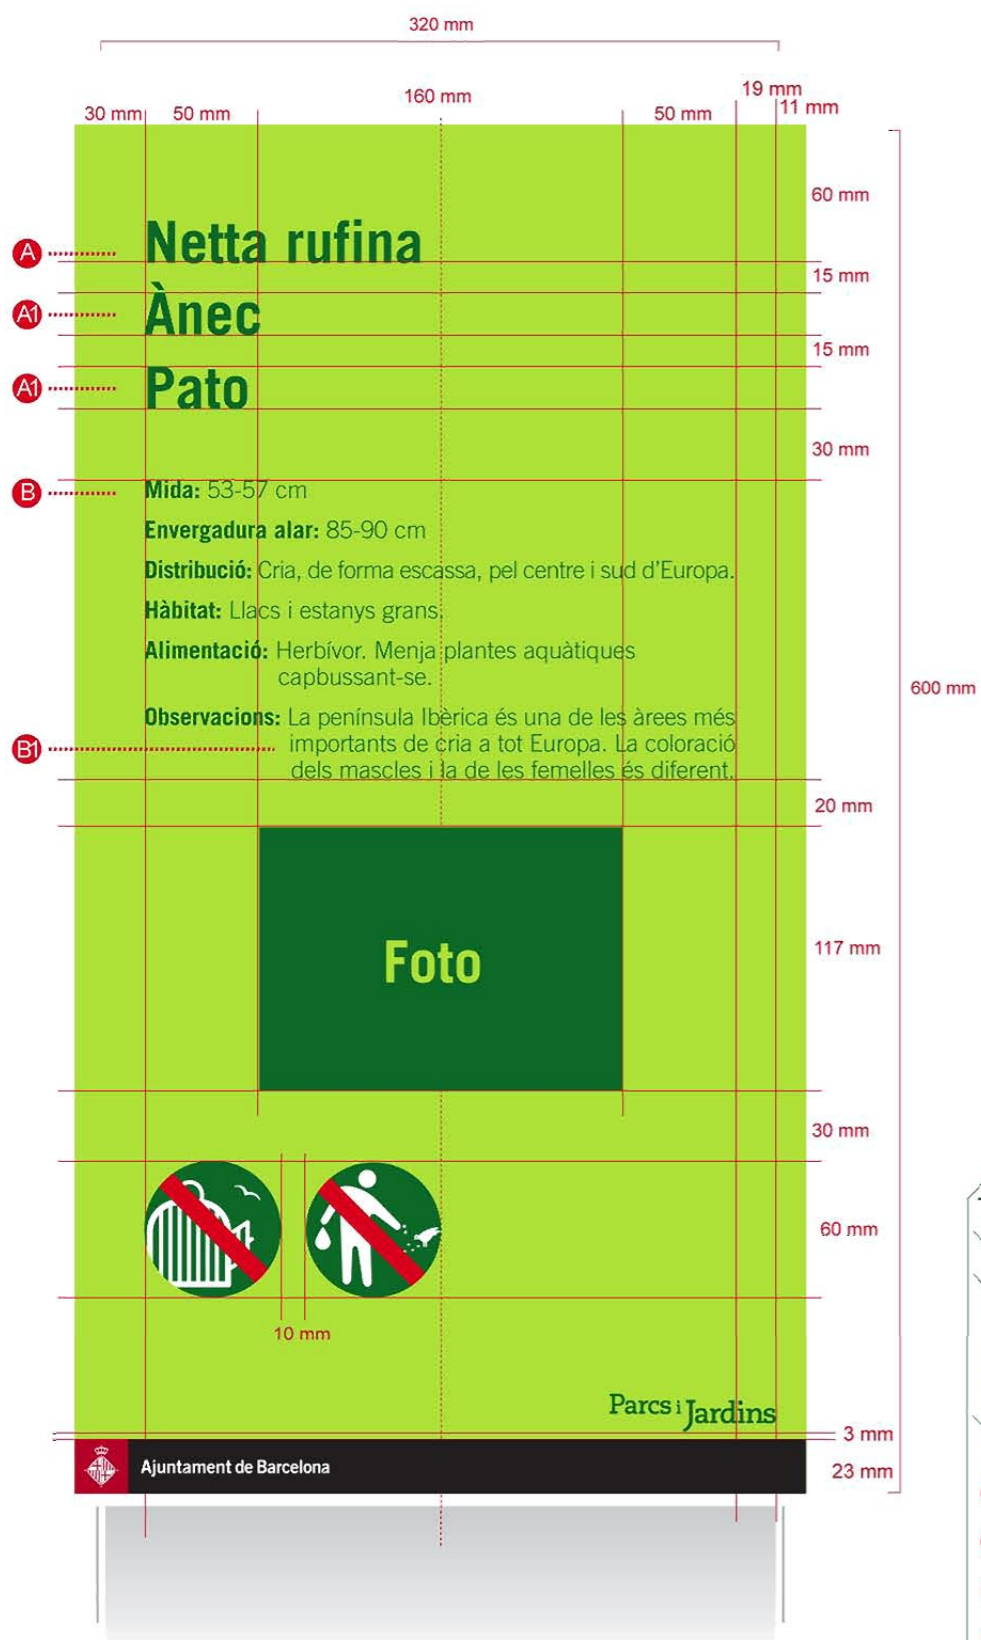 320 mm
19 mm
160 mm
11 mm
30 mm
50 mm
50 mm
60 mm
A
Netta rufina
15 mm
A1
Ànec
15 mm
A1
Pato
30 mm
B
Mida: 53-57 cm
Envergadura alar: 85-90 cm
Distribució: Cria, de forma escassa, pel centre i sud d'Europa.
Hàbitat: Llacs i estanys grans.
Alimentació: Herbívor. Menja plantes aquàtiques
capbussant-se.
600 mm
Observacions: La península Ibèrica és una de les àrees més
B1
importants de cria a tot Europa. La coloració
dels mascles i la de les femelles és diferent.
20 mm
Foto
117 mm
30 mm
60 mm
10 mm
Parcs i Jardins
3 mm
Ajuntament de Barcelona
23 mm